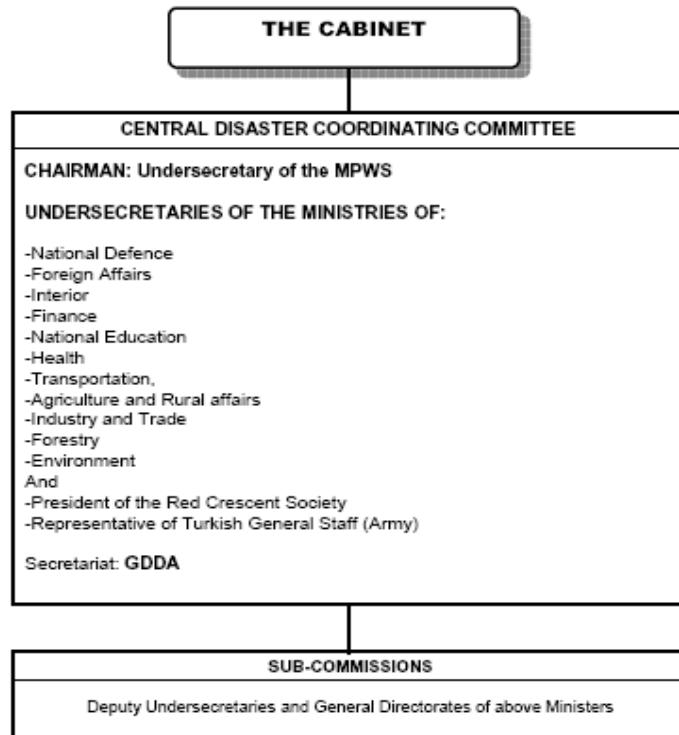 THE CABINET
CENTRAL DISASTER COORDINATING COMMITTEE
CHAIRMAN: Undersecretary of the MPWS
UNDERSECRETARIES OF THE MINISTRIES OF:
-National Defence
-Foreign Affairs
-Interior
-Finance
-National Education
-Health
-Transportation,
-Agriculture and Rural affairs
-Industry and Trade
-Forestry
-Environment
And
-President of the Red Crescent Society
-Representative of Turkish General Staff (Army)
Secretariat: GDDA
SUB-COMMISSIONS
Deputy Undersecretaries and General Directorates of above Ministers